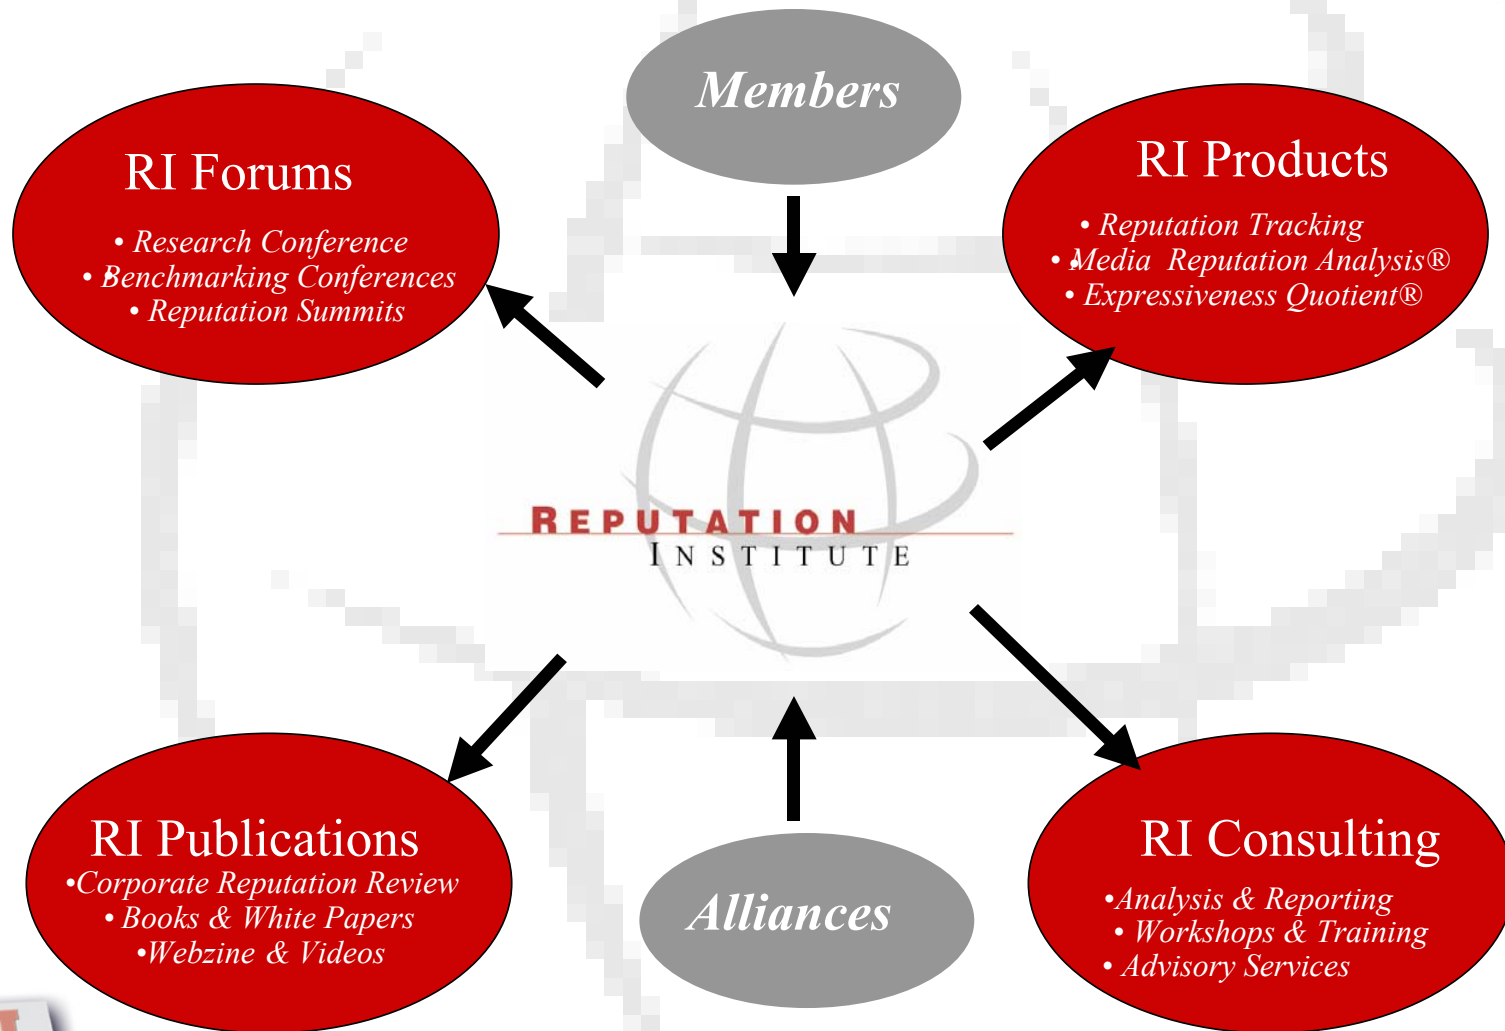 Members
RI Forums
• Research Conference
• Benchmarking Conferences
• Reputation Summits
RI Products
• Reputation Tracking
• Media  Reputation Analysis®
• Expressiveness Quotient®
REPUTATION
INSTITUTE
RI Publications
•Corporate Reputation Review
• Books & White Papers
•Webzine & Videos
Alliances
RI Consulting
•Analysis & Reporting
• Workshops & Training
• Advisory Services